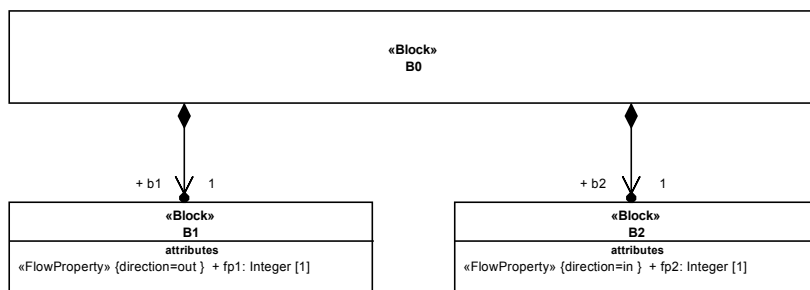 «Block»
B0
+ b1 1
+ b2 1
«Block»
B1
attributes
«FlowProperty» {direction=out } + fp1: Integer [1]
«Block»
B2
attributes
«FlowProperty» {direction=in } + fp2: Integer [1]